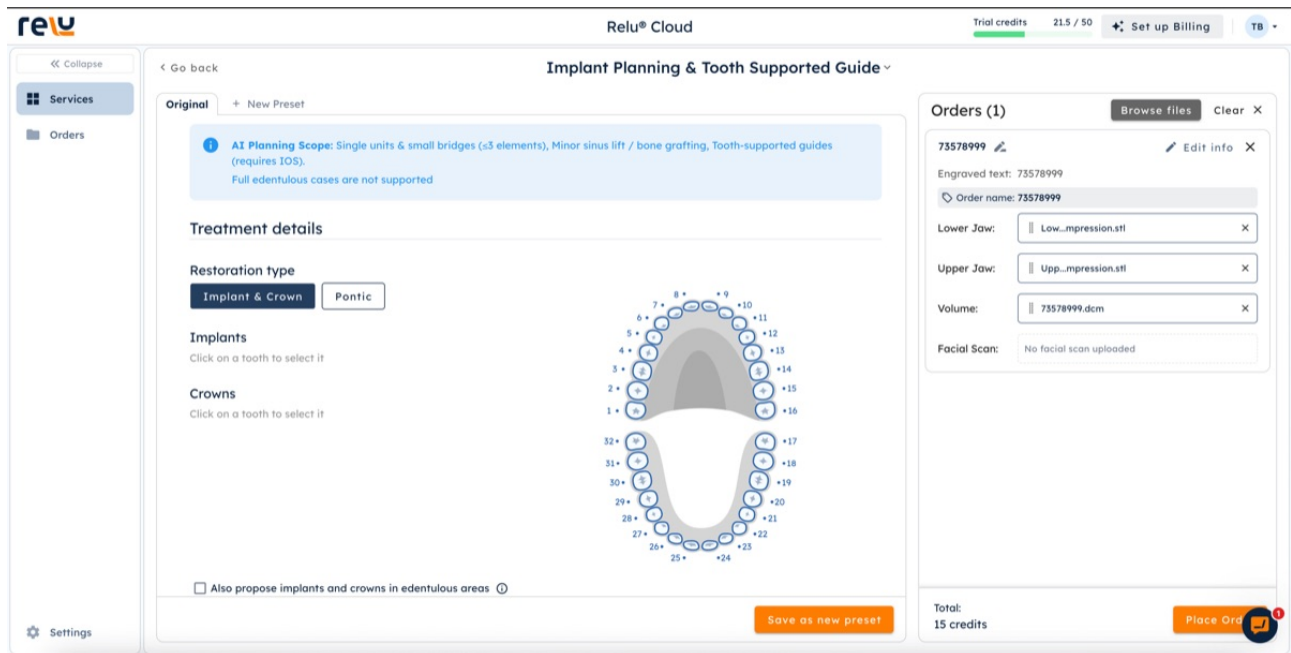 relu
Relu® Cloud
Trial credits 21.5 / 50
Set up Billing
TB
Collapse
Services
Orders
Settings
Go back
Implant Planning & Tooth Supported Guide
Original
+ New Preset
AI Planning Scope: Single units & small bridges (≤3 elements), Minor sinus lift / bone grafting, Tooth-supported guides
(requires IOS).
Full edentulous cases are not supported
Treatment details
Restoration type
Implant & Crown
Pontic
Implants
Click on a tooth to select it
Crowns
Click on a tooth to select it
8 9
7 10
6 11
5 12
4 13
3 14
2 15
1 16
32 17
31 18
30 19
29 20
28 21
27 22
26 23
25 24
Also propose implants and crowns in edentulous areas
Save as new preset
Orders (1)
Browse files
Clear X
73578999
Edit info X
Engraved text: 73578999
Order name: 73578999
Lower Jaw: Low...mpression.stl
Upper Jaw: Upp...mpression.stl
Volume: 73578999.dcm
Facial Scan: No facial scan uploaded
Total:
15 credits
Place Ord
1